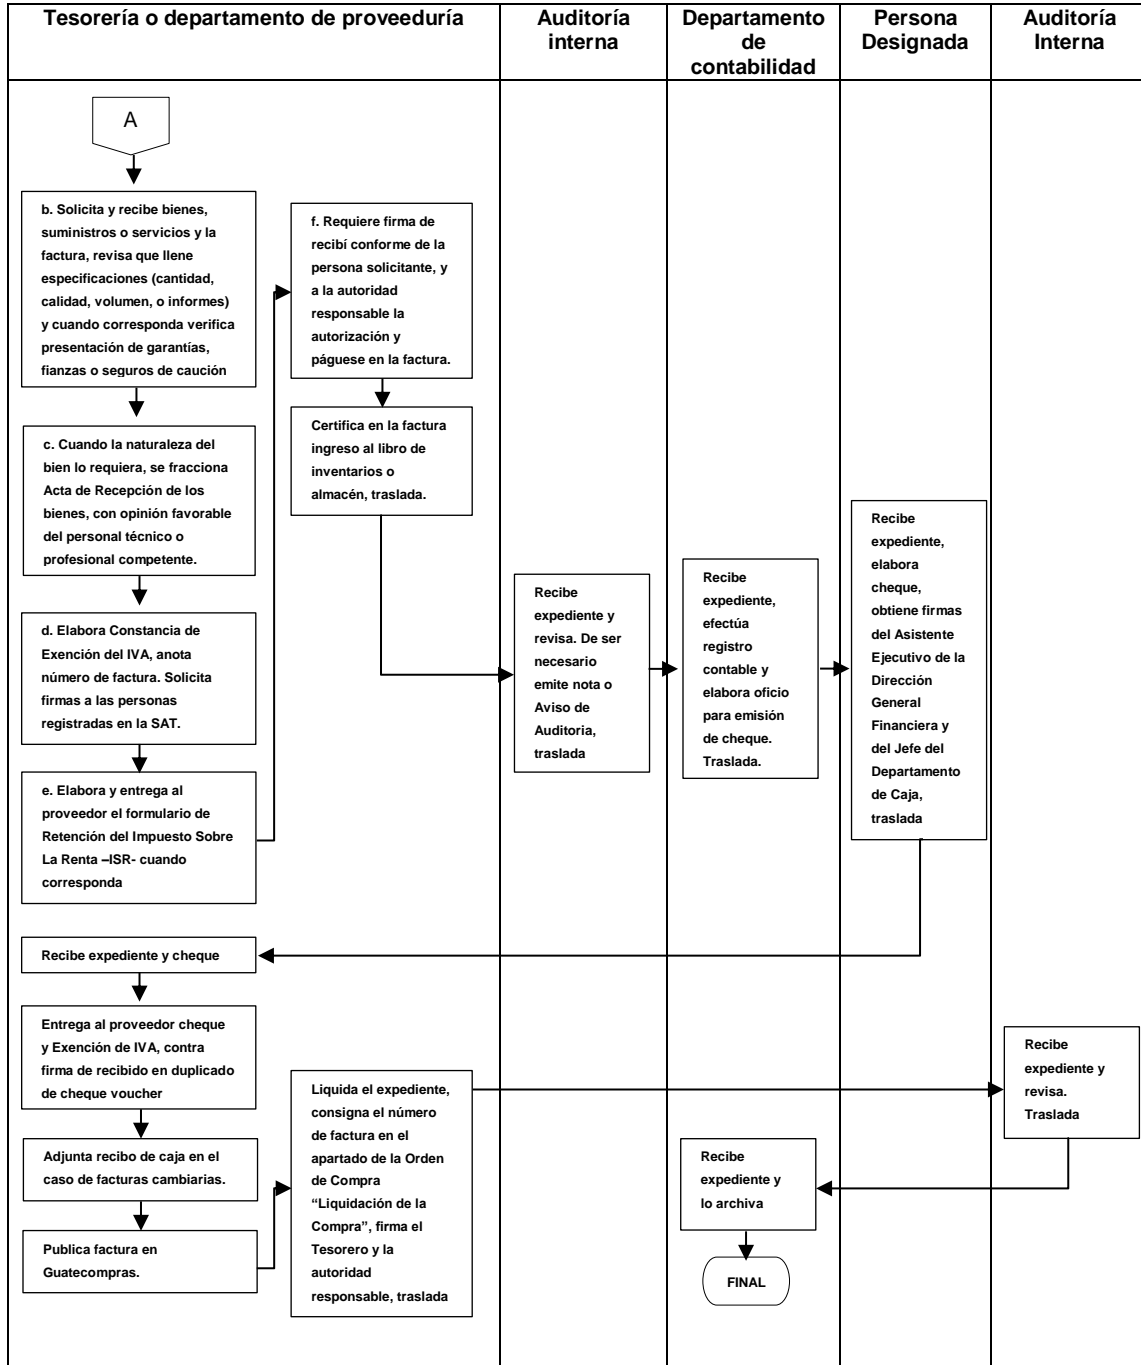 Tesorería o departamento de proveeduría
Auditoría
interna
Departamento
de
contabilidad
Persona
Designada
Auditoría
Interna
A
b. Solicita y recibe bienes,
suministros o servicios y la
factura, revisa que llene
especificaciones (cantidad,
calidad, volumen, o informes)
y cuando corresponda verifica
presentación de garantías,
fianzas o seguros de caución
c. Cuando la naturaleza del
bien lo requiera, se fracciona
Acta de Recepción de los
bienes, con opinión favorable
del personal técnico o
profesional competente.
d. Elabora Constancia de
Exención del IVA, anota
número de factura. Solicita
firmas a las personas
registradas en la SAT.
e. Elabora y entrega al
proveedor el formulario de
Retención del Impuesto Sobre
La Renta –ISR- cuando
corresponda
f. Requiere firma de
recibí conforme de la
persona solicitante, y
a la autoridad
responsable la
autorización y
páguese en la factura.
Certifica en la factura
ingreso al libro de
inventarios o
almacén, traslada.
Recibe
expediente y
revisa. De ser
necesario
emite nota o
Aviso de
Auditoria,
traslada
Recibe
expediente,
efectúa
registro
contable y
elabora oficio
para emisión
de cheque.
Traslada.
Recibe
expediente,
elabora
cheque,
obtiene firmas
del Asistente
Ejecutivo de la
Dirección
General
Financiera y
del Jefe del
Departamento
de Caja,
traslada
Recibe expediente y cheque
Entrega al proveedor cheque
y Exención de IVA, contra
firma de recibido en duplicado
de cheque voucher
Adjunta recibo de caja en el
caso de facturas cambiarias.
Publica factura en
Guatecompras.
Liquida el expediente,
consigna el número
de factura en el
apartado de la Orden
de Compra
“Liquidación de la
Compra”, firma el
Tesorero y la
autoridad
responsable, traslada
Recibe
expediente y
revisa.
Traslada
Recibe
expediente y
lo archiva
FINAL